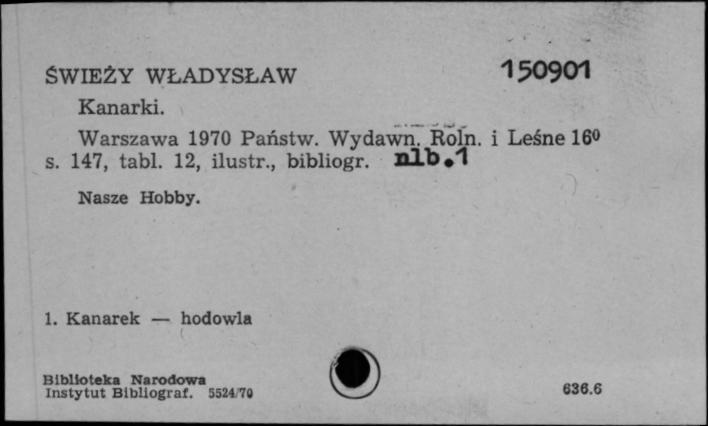 150901
ŚWIEŻY WŁADYSŁAW
Kanarki.
Warszawa 1970 Państw. Wydawn. Roln. i Leśne 16⁰
s. 147, tabl. 12, ilustr., bibliogr. nlb.1
Nasze Hobby.
1. Kanarek — hodowla
Biblioteka Narodowa
Instytut Bibliograf. 5524/70
636.6